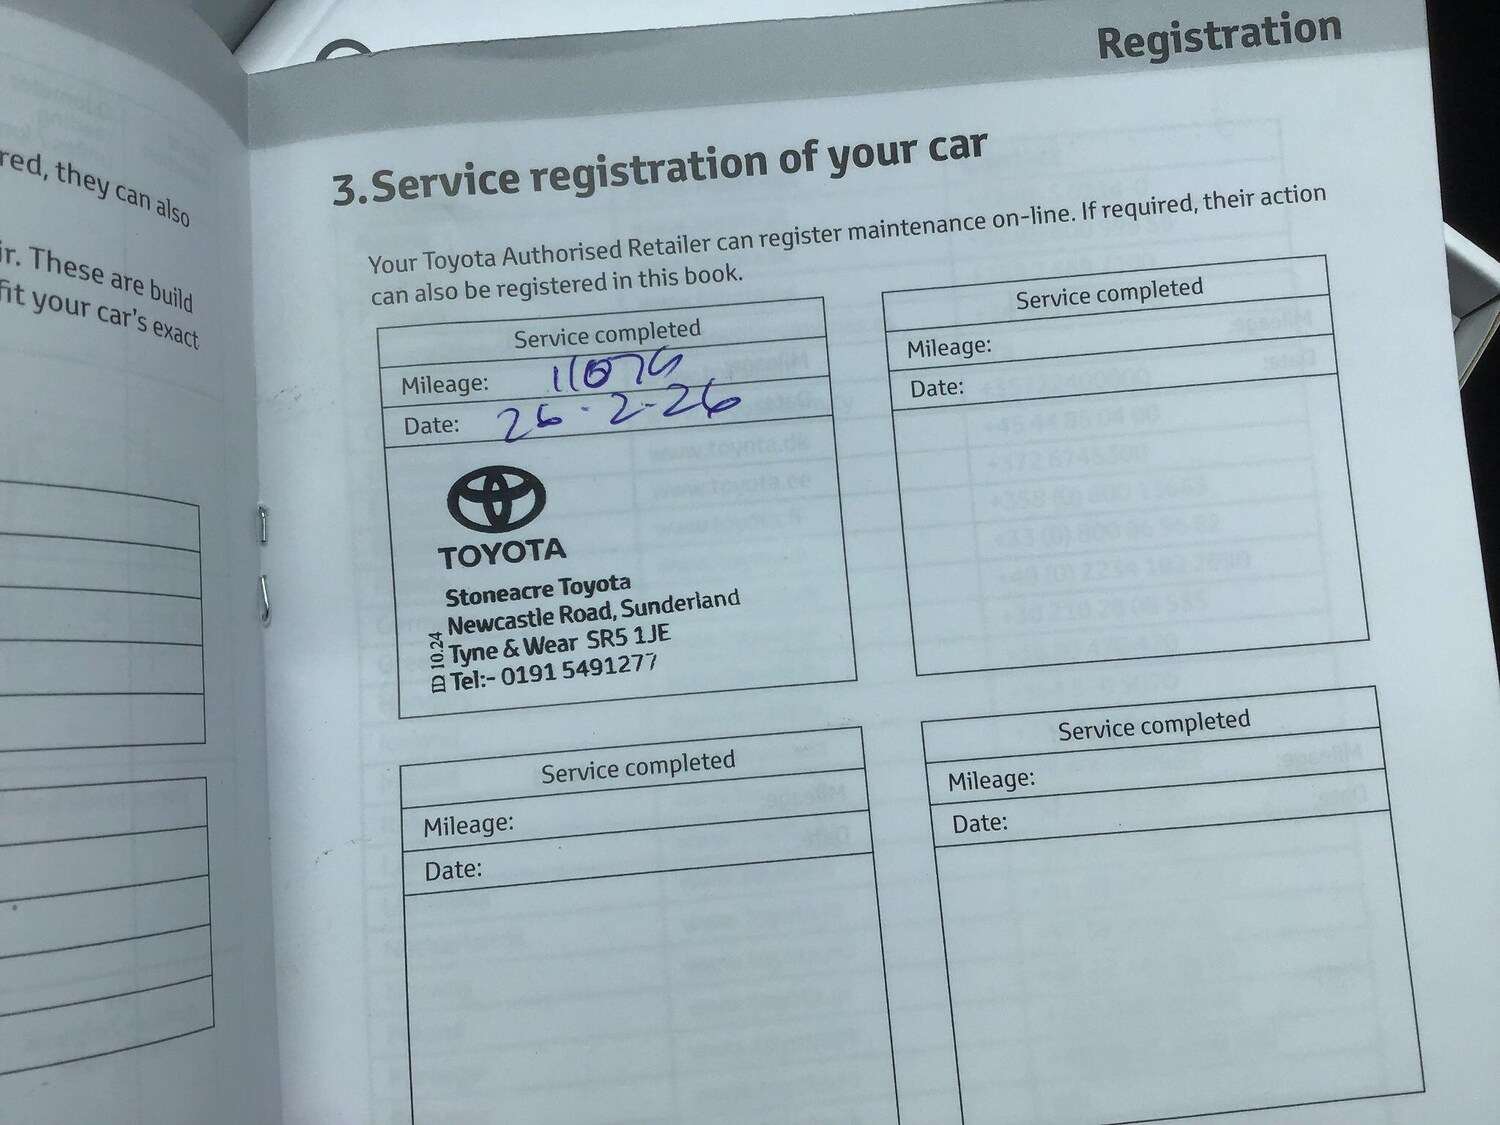 Registration
red, they can also
ir. These are build
fit your car's exact
3. Service registration of your car
Your Toyota Authorised Retailer can register maintenance on-line. If required, their action
can also be registered in this book.
Service completed
Mileage:
Date: 26-2-26
TOYOTA
Stoneacre Toyota
Newcastle Road, Sunderland
Tyne & Wear SR5 1JE
Tel:- 0191 5491277
ED 10.24
Service completed
Mileage:
Date:
Service completed
Mileage:
Date:
Service completed
Mileage:
Date: